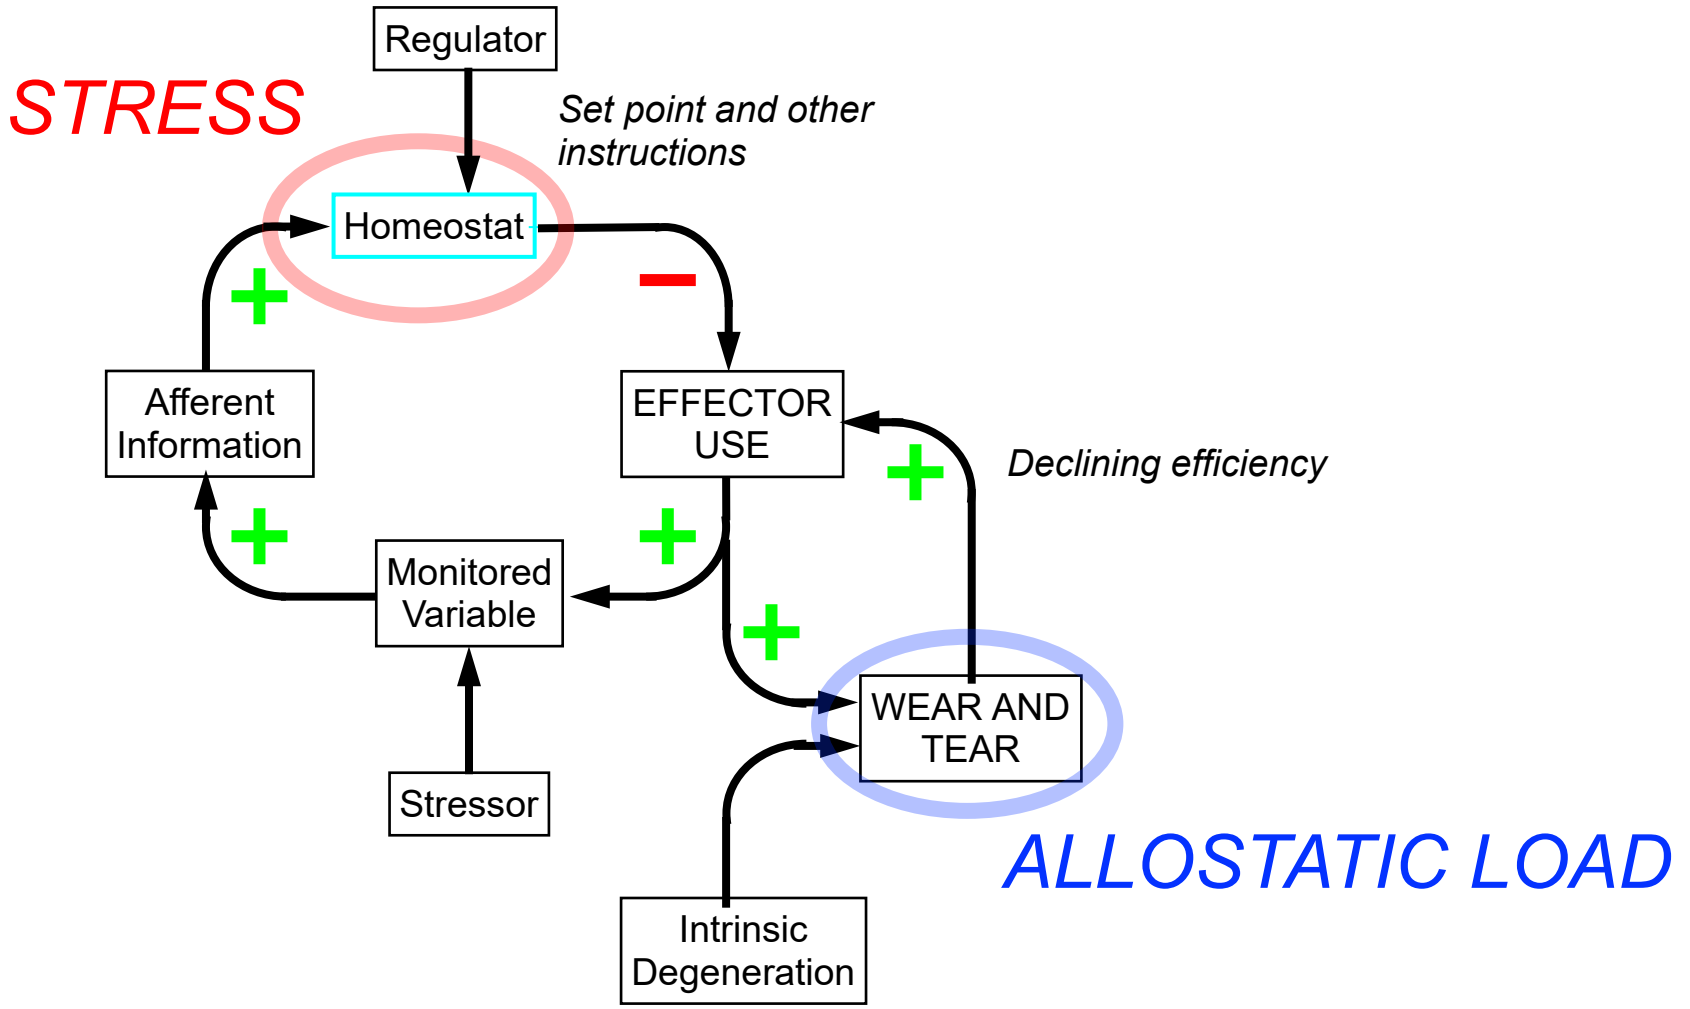 Regulator
STRESS
Set point and other
instructions
Homeostat
+
−
Afferent
Information
EFFECTOR
USE
+
Declining efficiency
+
+
Monitored
Variable
+
WEAR AND
TEAR
Stressor
ALLOSTATIC LOAD
Intrinsic
Degeneration